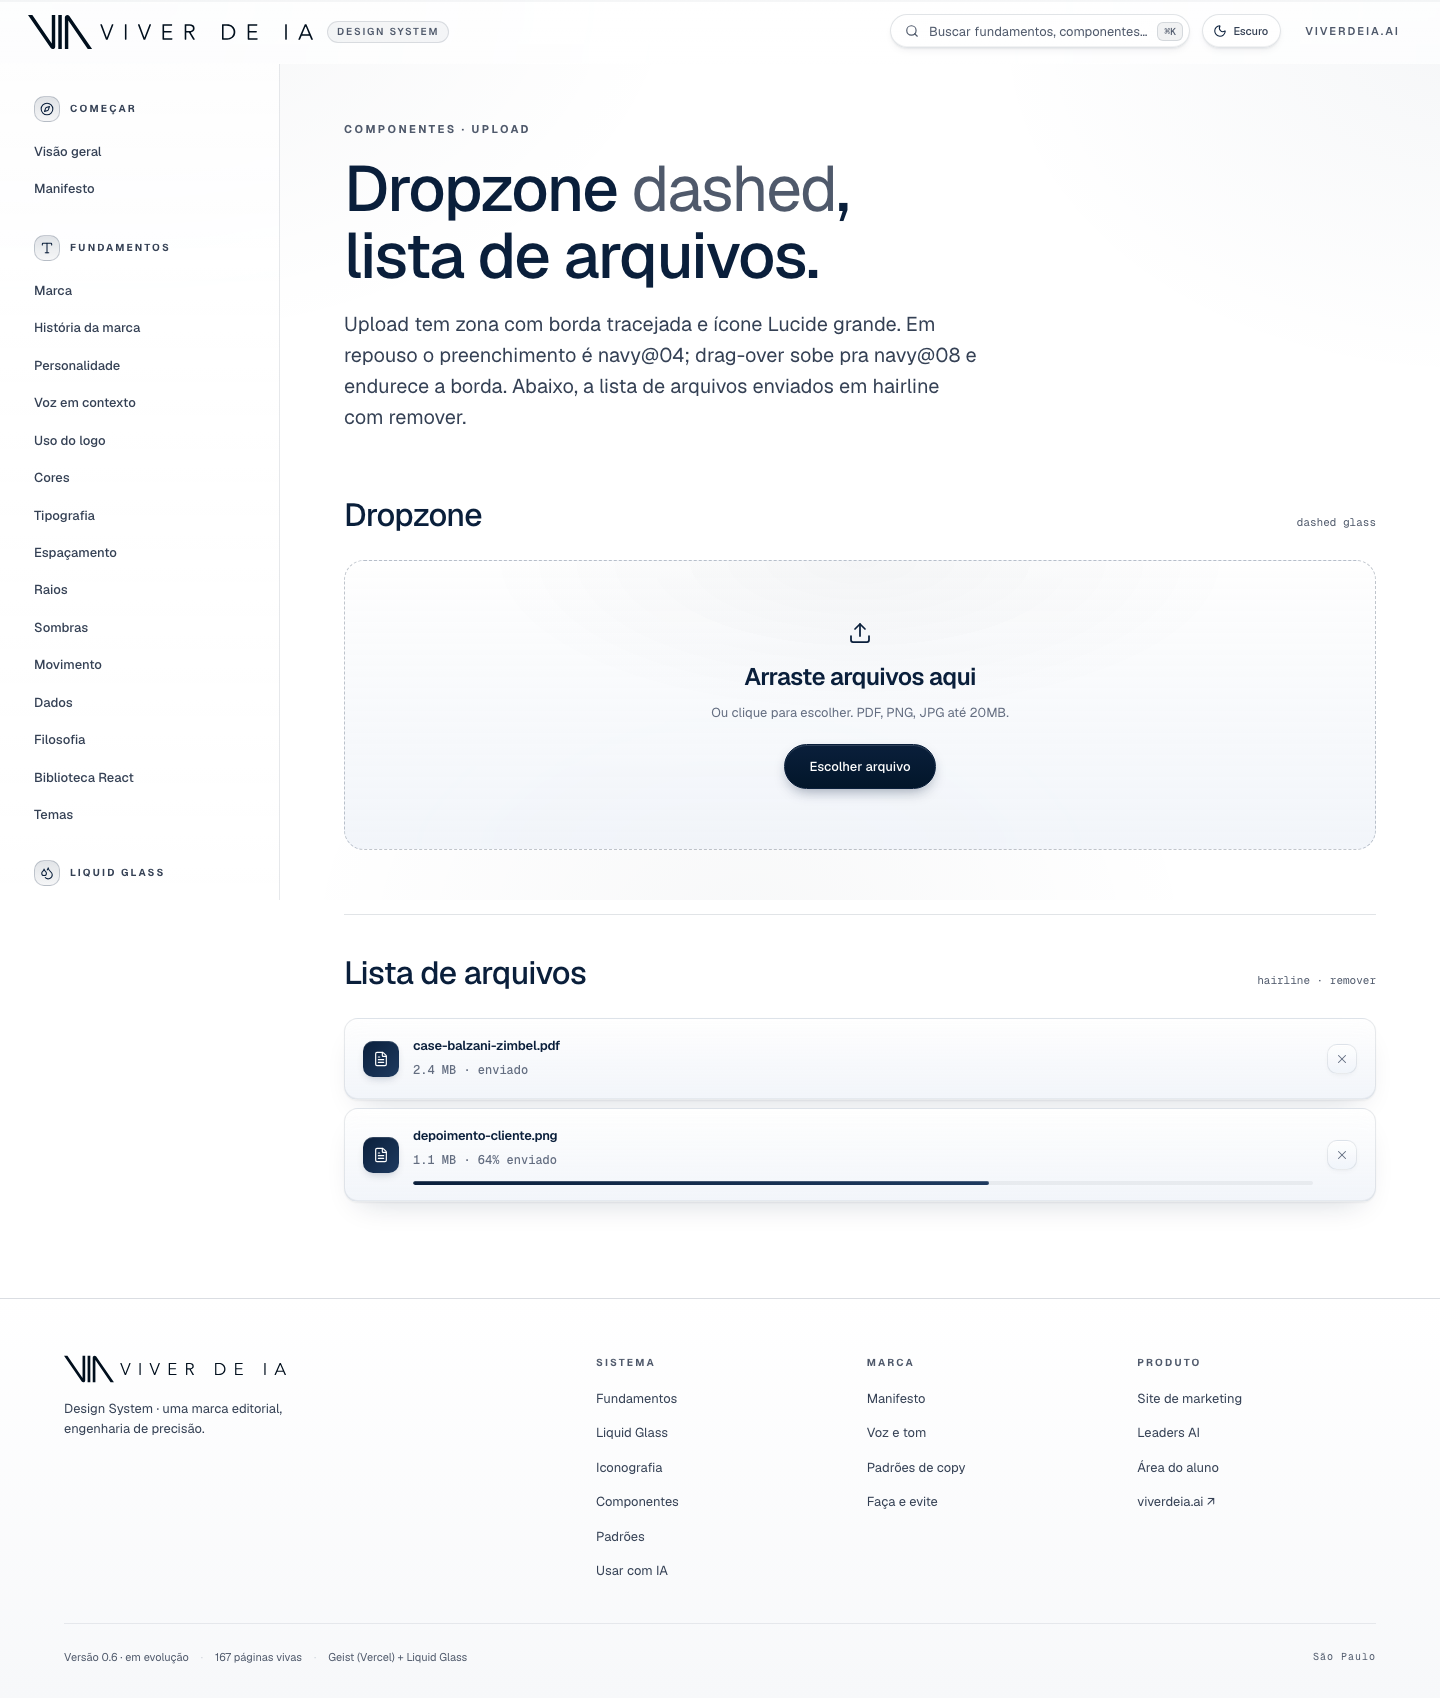 VIVER DE IA
DESIGN SYSTEM
Buscar fundamentos, componentes...
⌘K
Escuro
VIVERDEIA.AI
COMEÇAR
Visão geral
Manifesto
FUNDAMENTOS
Marca
História da marca
Personalidade
Voz em contexto
Uso do logo
Cores
Tipografia
Espaçamento
Raios
Sombras
Movimento
Dados
Filosofia
Biblioteca React
Temas
LIQUID GLASS
COMPONENTES · UPLOAD
Dropzone dashed,
lista de arquivos.
Upload tem zona com borda tracejada e ícone Lucide grande. Em
repouso o preenchimento é navy@04; drag-over sobe pra navy@08 e
endurece a borda. Abaixo, a lista de arquivos enviados em hairline
com remover.
Dropzone
dashed glass
Arraste arquivos aqui
Ou clique para escolher. PDF, PNG, JPG até 20MB.
Escolher arquivo
Lista de arquivos
hairline · remover
case-balzani-zimbel.pdf
2.4 MB · enviado
depoimento-cliente.png
1.1 MB · 64% enviado
VIVER DE IA
Design System · uma marca editorial,
engenharia de precisão.
SISTEMA
Fundamentos
Liquid Glass
Iconografia
Componentes
Padrões
Usar com IA
MARCA
Manifesto
Voz e tom
Padrões de copy
Faça e evite
PRODUTO
Site de marketing
Leaders AI
Área do aluno
viverdeia.ai ↗
Versão 0.6 · em evolução · 167 páginas vivas · Geist (Vercel) + Liquid Glass
São Paulo